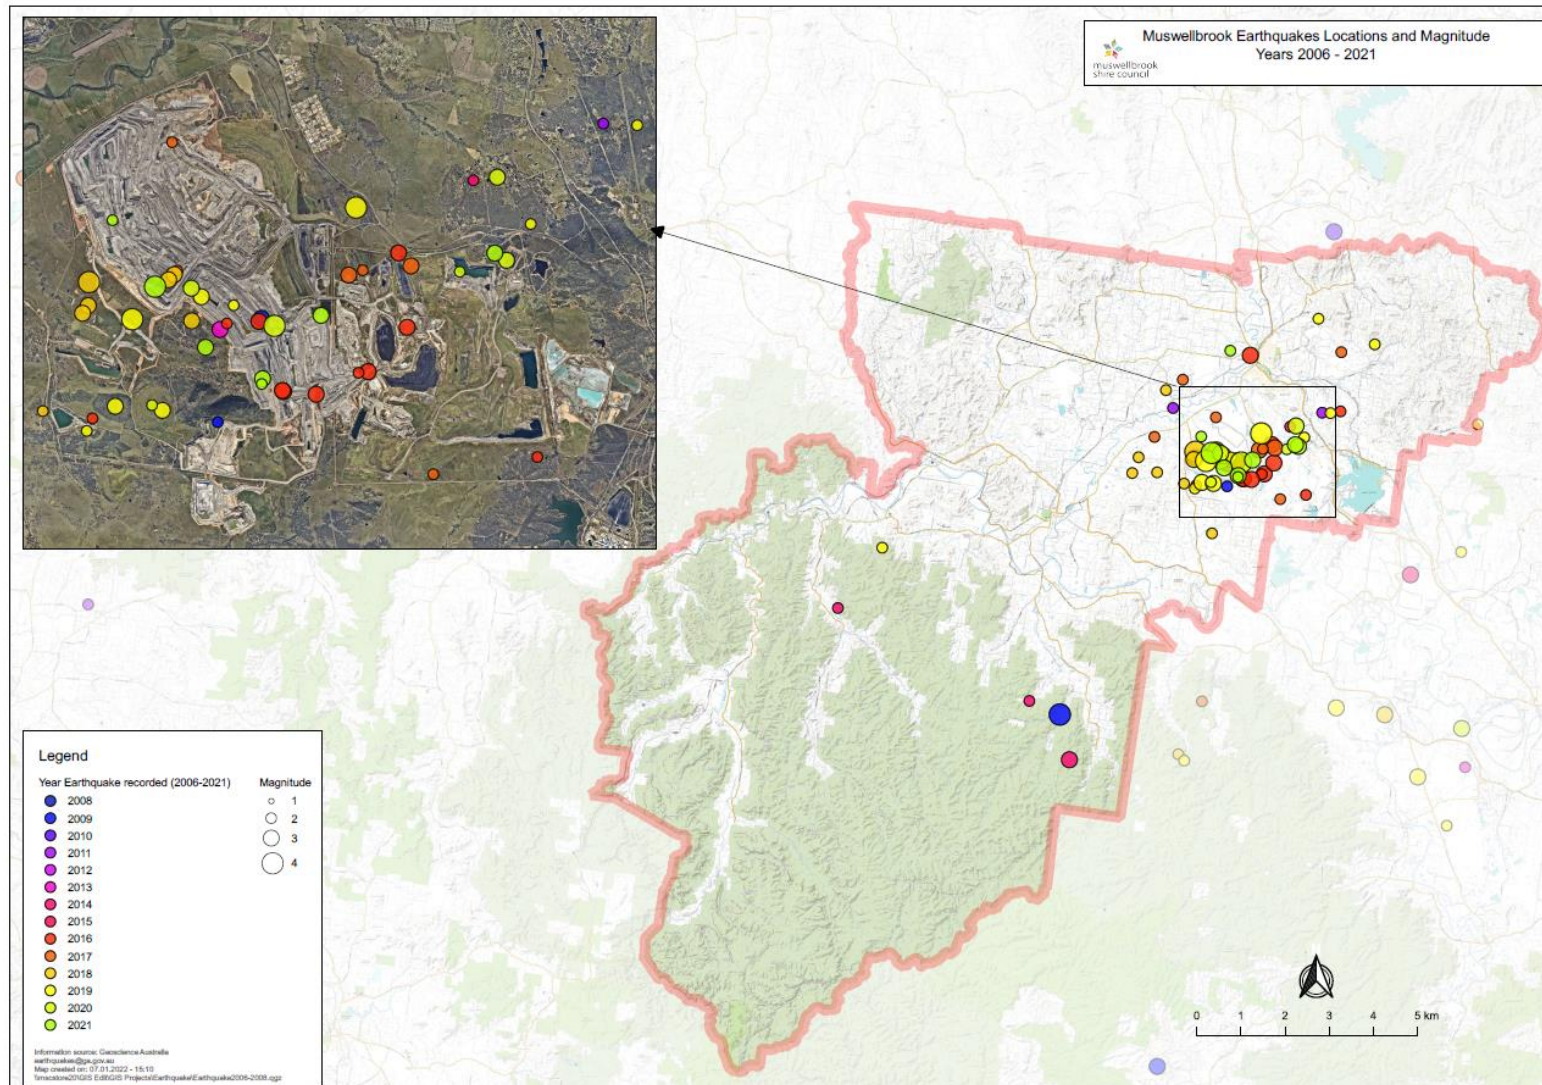 Muswellbrook Earthquakes Locations and Magnitude
Years 2006 - 2021
muswellbrook
shire council
Legend
Year Earthquake recorded (2006-2021) Magnitude
2008 1
2009 2
2010 3
2011 4
2012
2013
2014
2015
2016
2017
2018
2019
2020
2021
Information source: Geoscience Australia
earthquakes@ga.gov.au
Map created on: 07.01.2022 - 15:10
0 1 2 3 4 5 km